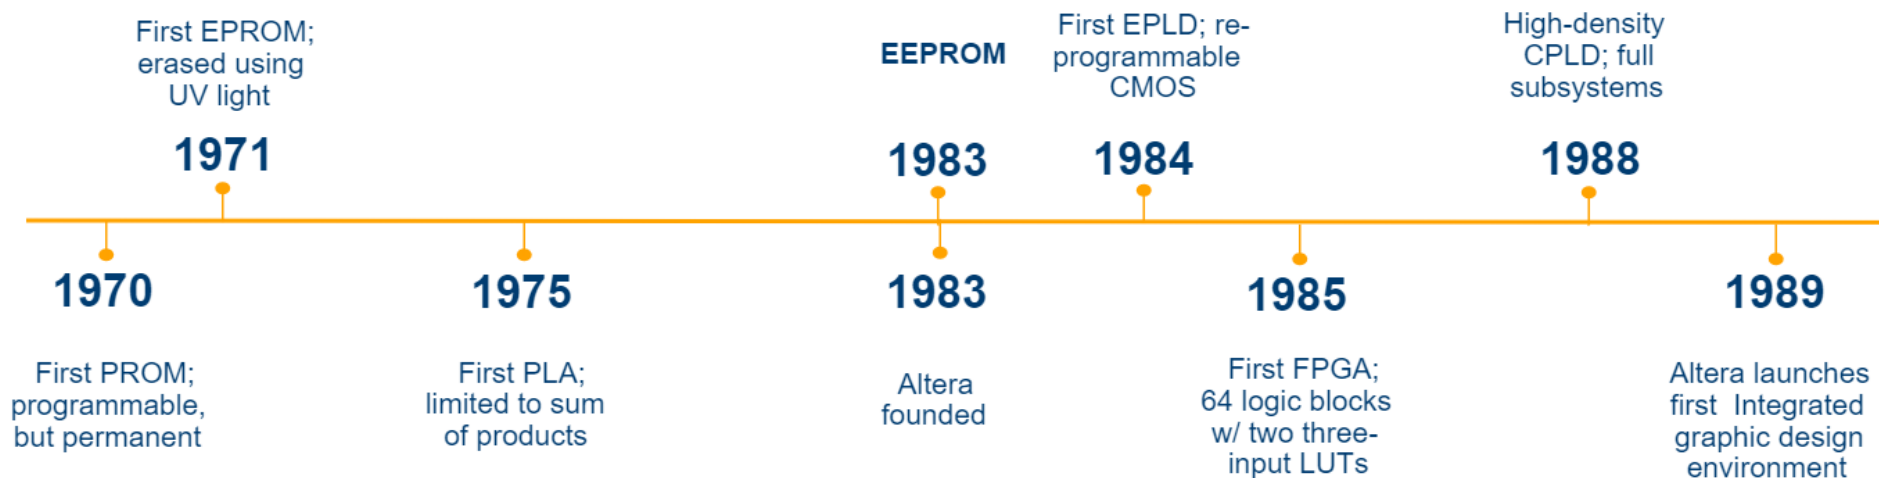 First EPROM;
erased using
UV light
1971
EEPROM
1983
First EPLD; re-
programmable
CMOS
1984
High-density
CPLD; full
subsystems
1988
1970
First PROM;
programmable,
but permanent
1975
First PLA;
limited to sum
of products
1983
Altera
founded
1985
First FPGA;
64 logic blocks
w/ two three-
input LUTs
1989
Altera launches
first  Integrated
graphic design
environment